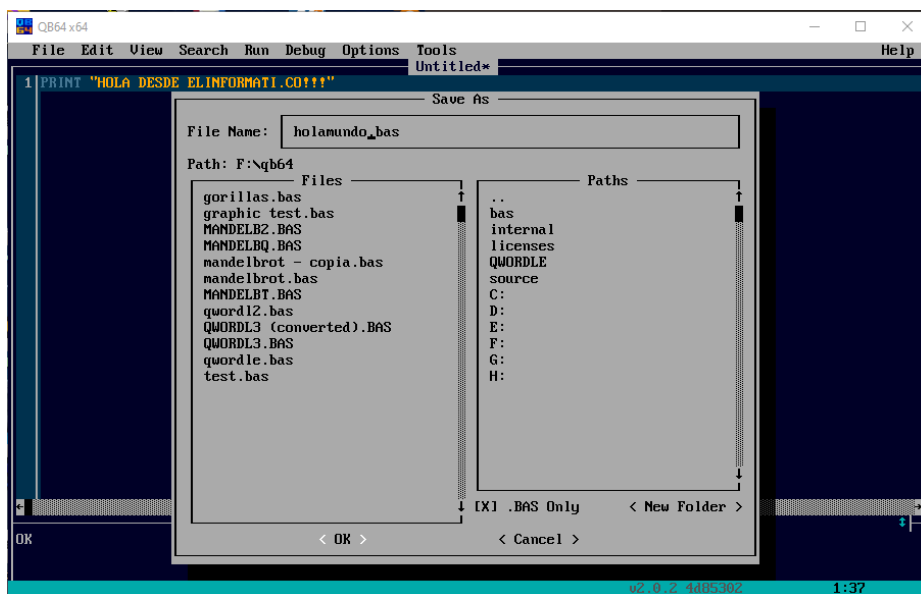 QB64 x64
File Edit View Search Run Debug Options Tools Help
Untitled*
1 PRINT "HOLA DESDE ELINFORMATI.CO!!!"
Save As
File Name: holamundo.bas
Path: F:\qb64
Files
gorillas.bas
graphic test.bas
MANDELB2.BAS
MANDELBQ.BAS
mandelbrot - copia.bas
mandelbrot.bas
MANDELBT.BAS
qwordl2.bas
QWORDL3 (converted).BAS
QWORDL3.BAS
qwordle.bas
test.bas
Paths
..
bas
internal
licenses
QWORDLE
source
C:
D:
E:
F:
G:
H:
[X] .BAS Only < New Folder >
< OK > < Cancel >
OK
v2.0.2 4d85302 1:37